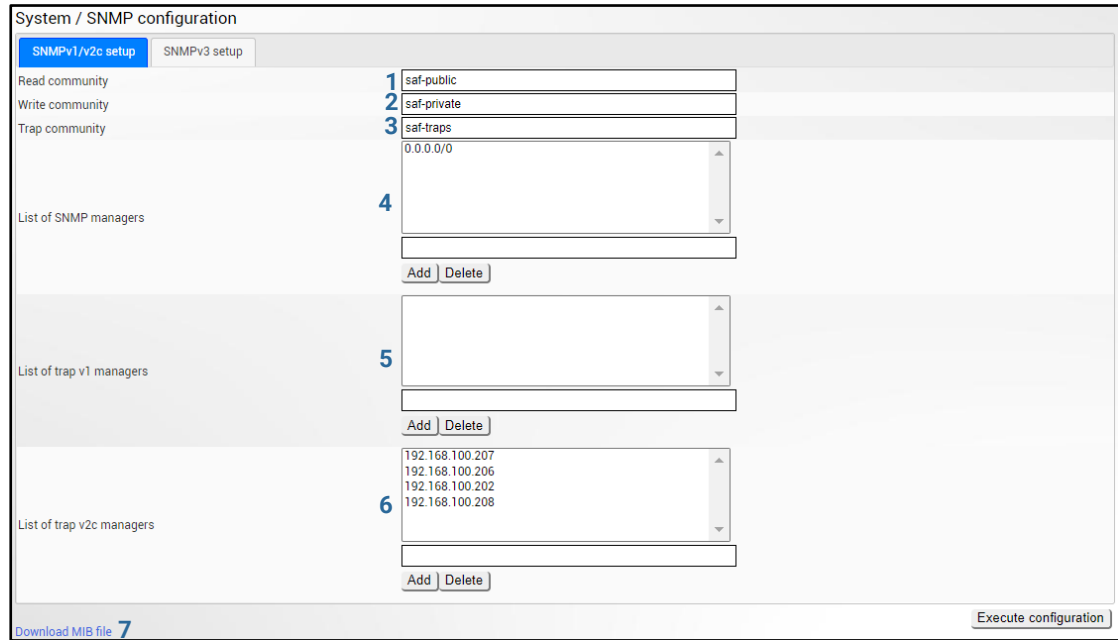 System / SNMP configuration
SNMPv1/v2c setup SNMPv3 setup
Read community 1 saf-public
Write community 2 saf-private
Trap community 3 saf-traps
0.0.0.0/0
List of SNMP managers 4
Add Delete
List of trap v1 managers 5
Add Delete
192.168.100.207
192.168.100.206
192.168.100.202
192.168.100.208
List of trap v2c managers 6
Add Delete
Execute configuration
Download MIB file 7